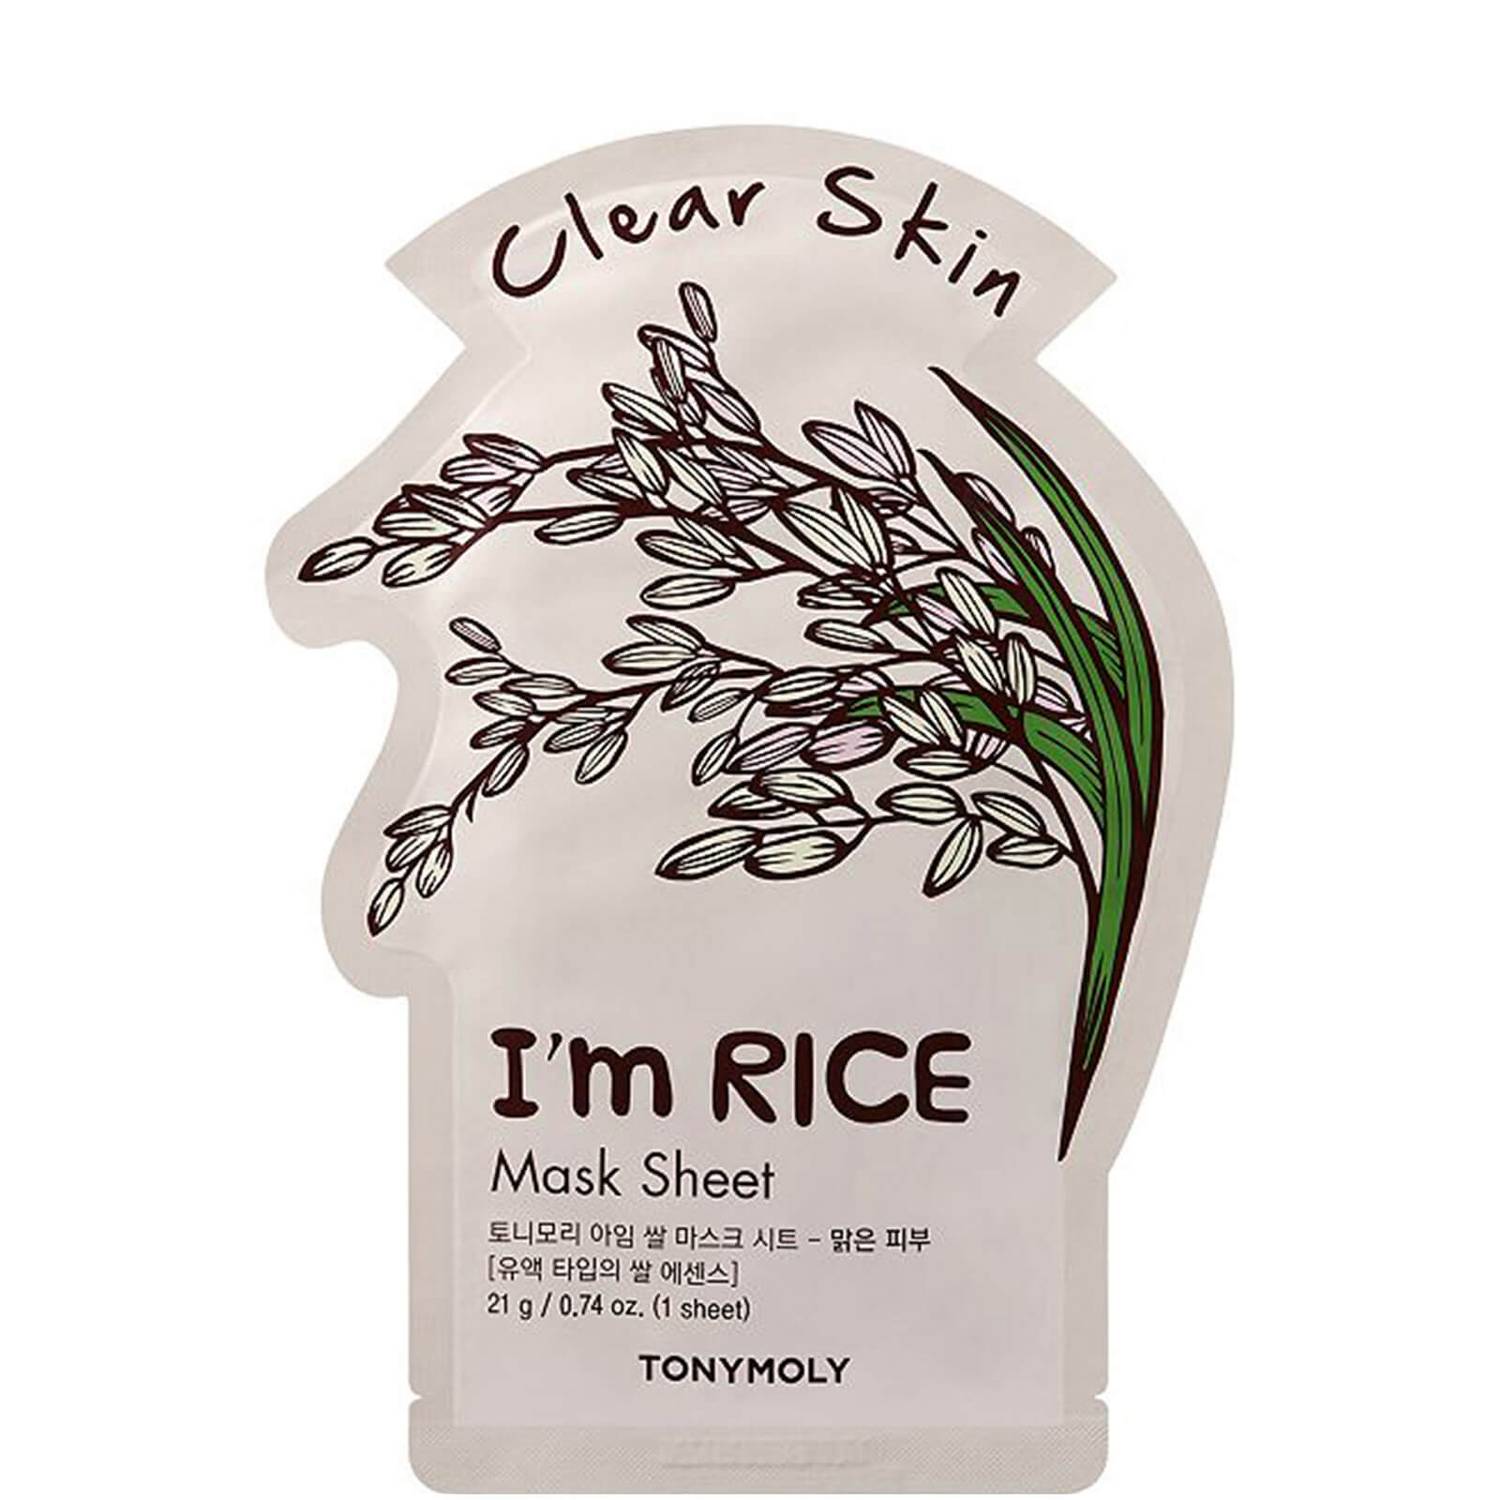 Clear Skin
I'm RICE
Mask Sheet
토니모리 아임 쌀 마스크 시트 - 맑은 피부
[유액 타입의 쌀 에센스]
21 g / 0.74 oz. (1 sheet)
TONYMOLY